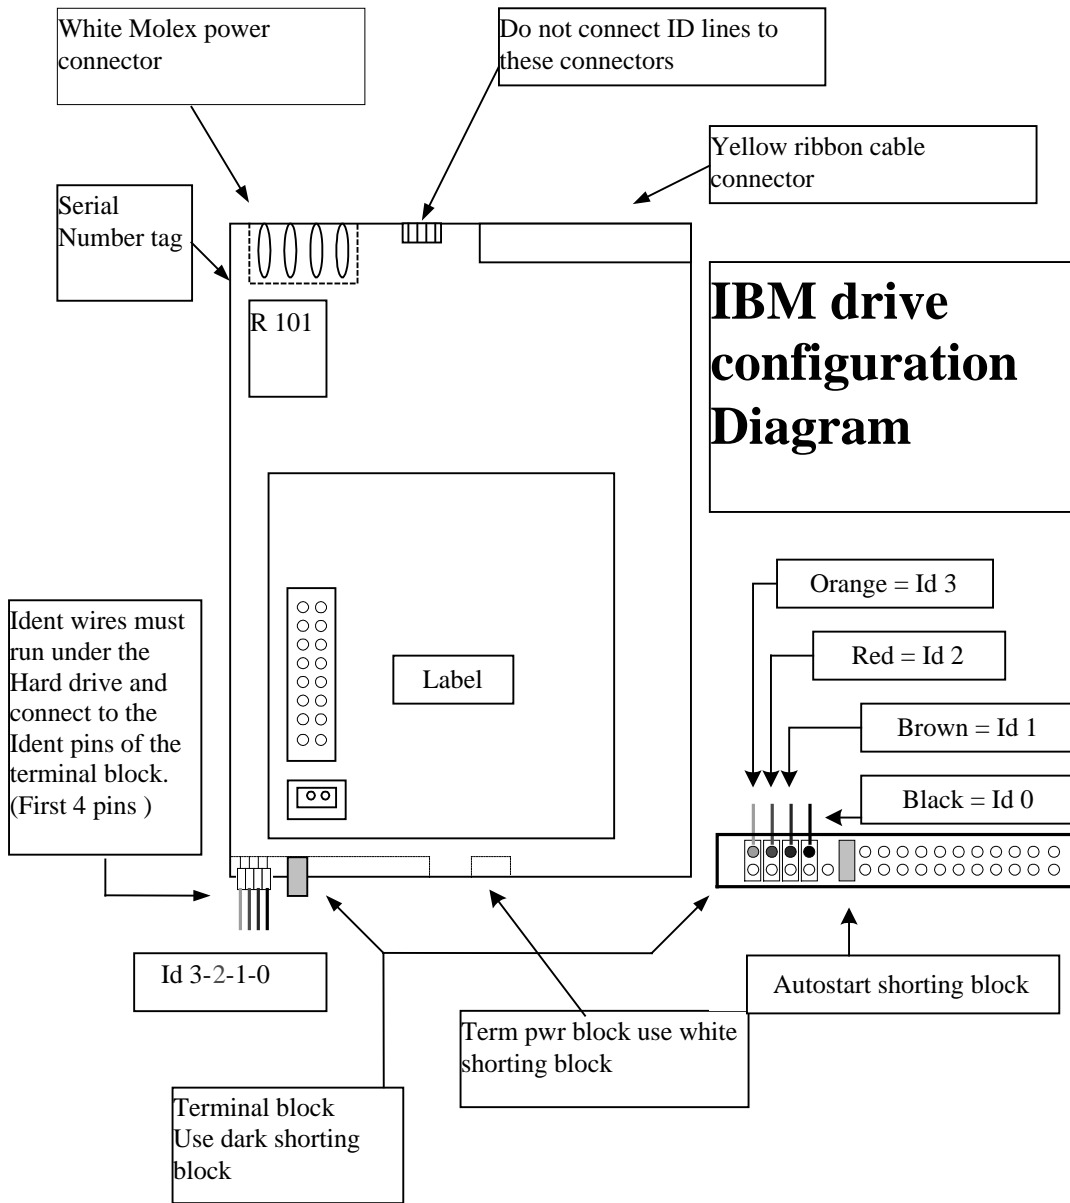 White Molex power
connector
Do not connect ID lines to
these connectors
Yellow ribbon cable
connector
Serial
Number tag
R 101
IBM drive
configuration
Diagram
Orange = Id 3
Red = Id 2
Brown = Id 1
Black = Id 0
Ident wires must
run under the
Hard drive and
connect to the
Ident pins of the
terminal block.
(First 4 pins )
Label
Id 3-2-1-0
Autostart shorting block
Term pwr block use white
shorting block
Terminal block
Use dark shorting
block